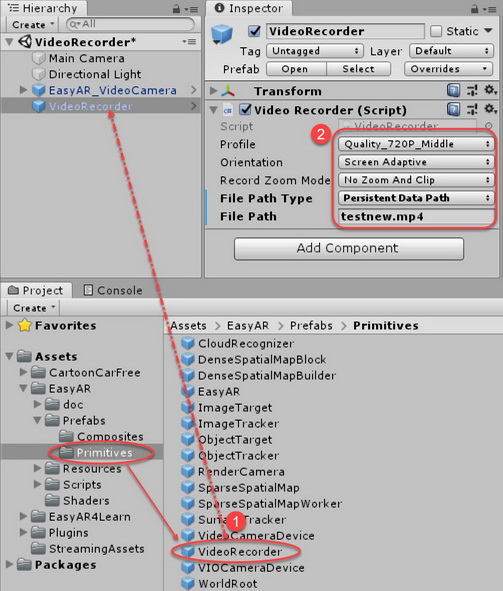 Hierarchy
Create
All
VideoRecorder*
Main Camera
Directional Light
EasyAR_VideoCamera
VideoRecorder
Inspector
VideoRecorder
Static
Tag Untagged Layer Default
Prefab Open Select Overrides
Transform
Video Recorder (Script)
Script VideoRecorder
2
Profile Quality_720P_Middle
Orientation Screen Adaptive
Record Zoom Mode No Zoom And Clip
File Path Type Persistent Data Path
File Path testnew.mp4
Add Component
Project Console
Create
Favorites
Assets
CartoonCarFree
EasyAR
doc
Prefabs
Composites
Primitives
Resources
Scripts
Shaders
EasyAR4Learn
Plugins
StreamingAssets
Packages
Assets > EasyAR > Prefabs > Primitives
CloudRecognizer
DenseSpatialMapBlock
DenseSpatialMapBuilder
EasyAR
ImageTarget
ImageTracker
ObjectTarget
ObjectTracker
RenderCamera
SparseSpatialMap
SparseSpatialMapWorker
SurfaceTracker
1
VideoCameraDevice
VideoRecorder
VIOCameraDevice
WorldRoot